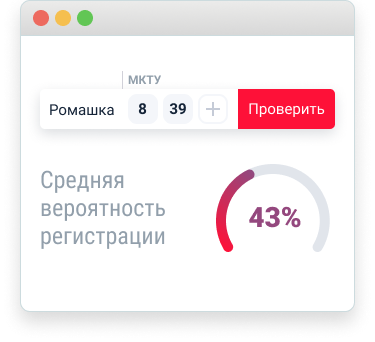 МКТУ
Ромашка 8 39 + Проверить
Средняя
вероятность
регистрации
43%